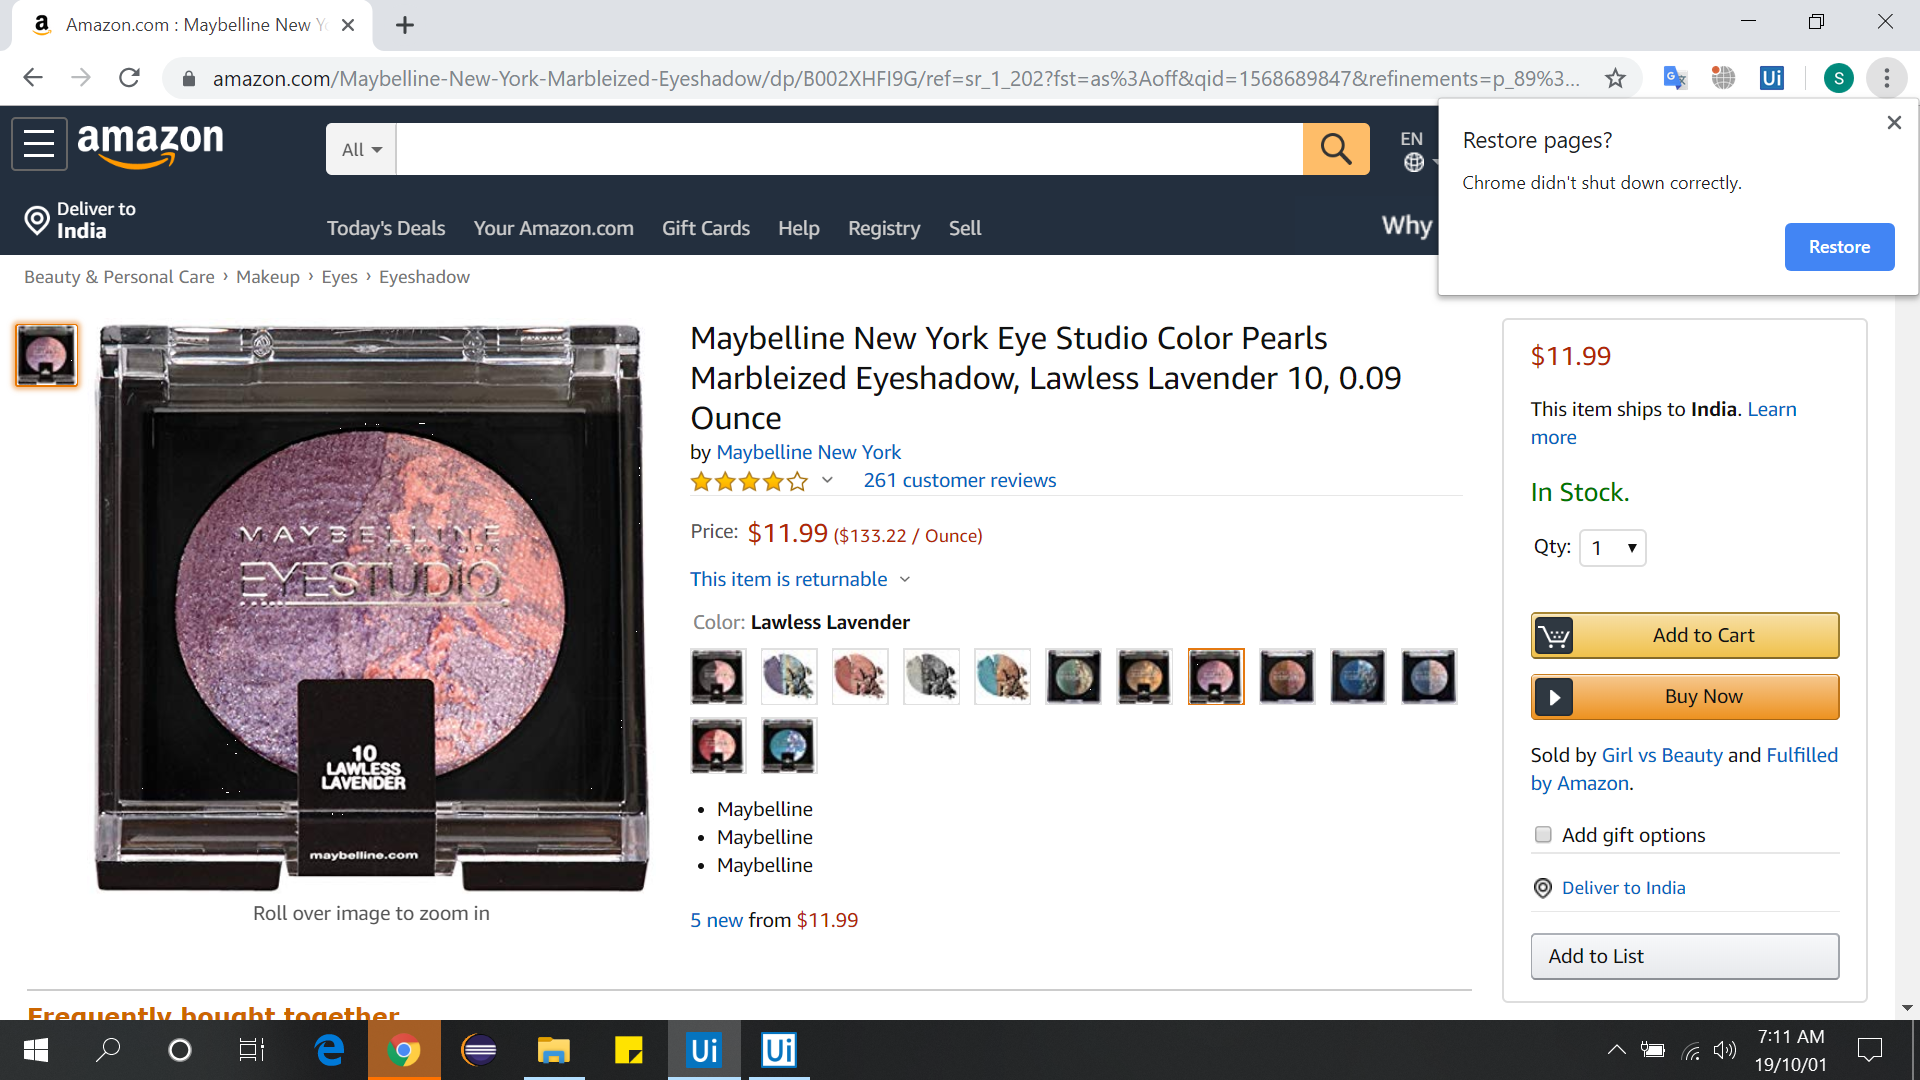 Amazon.com : Maybelline New Y
amazon.com/Maybelline-New-York-Marbleized-Eyeshadow/dp/B002XHFI9G/ref=sr_1_202?fst=as%3Aoff&qid=1568689847&refinements=p_89%3...
Ui
S
Restore pages?
Chrome didn't shut down correctly.
Restore
amazon
All
EN
Deliver to
India
Today's Deals
Your Amazon.com
Gift Cards
Help
Registry
Sell
Why
Beauty & Personal Care › Makeup › Eyes › Eyeshadow
MAYBELLINE
NEW YORK
EYESTUDIO
10
LAWLESS
LAVENDER
maybelline.com
Roll over image to zoom in
Maybelline New York Eye Studio Color Pearls
Marbleized Eyeshadow, Lawless Lavender 10, 0.09
Ounce
by Maybelline New York
261 customer reviews
Price: $11.99 ($133.22 / Ounce)
This item is returnable
Color: Lawless Lavender
• Maybelline
• Maybelline
• Maybelline
5 new from $11.99
$11.99
This item ships to India. Learn
more
In Stock.
Qty: 1
Add to Cart
Buy Now
Sold by Girl vs Beauty and Fulfilled
by Amazon.
Add gift options
Deliver to India
Add to List
Frequently bought together
Ui
Ui
7:11 AM
19/10/01